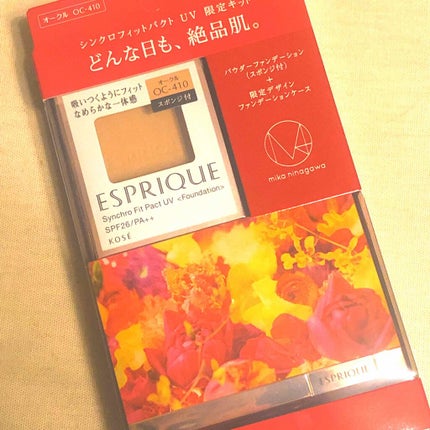 オークル OC-410
シンクロフィットパクト UV 限定キット
どんな日も、絶品肌。
吸いつくようにフィット
なめらかな一体感
オークル
OC-410
スポンジ付
ESPRIQUE
Synchro Fit Pact UV <Foundation>
SPF26/PA++
KOSÉ
パウダーファンデーション
(スポンジ付)
+
限定デザイン
ファンデーションケース
mika ninagawa
ESPRIQUE